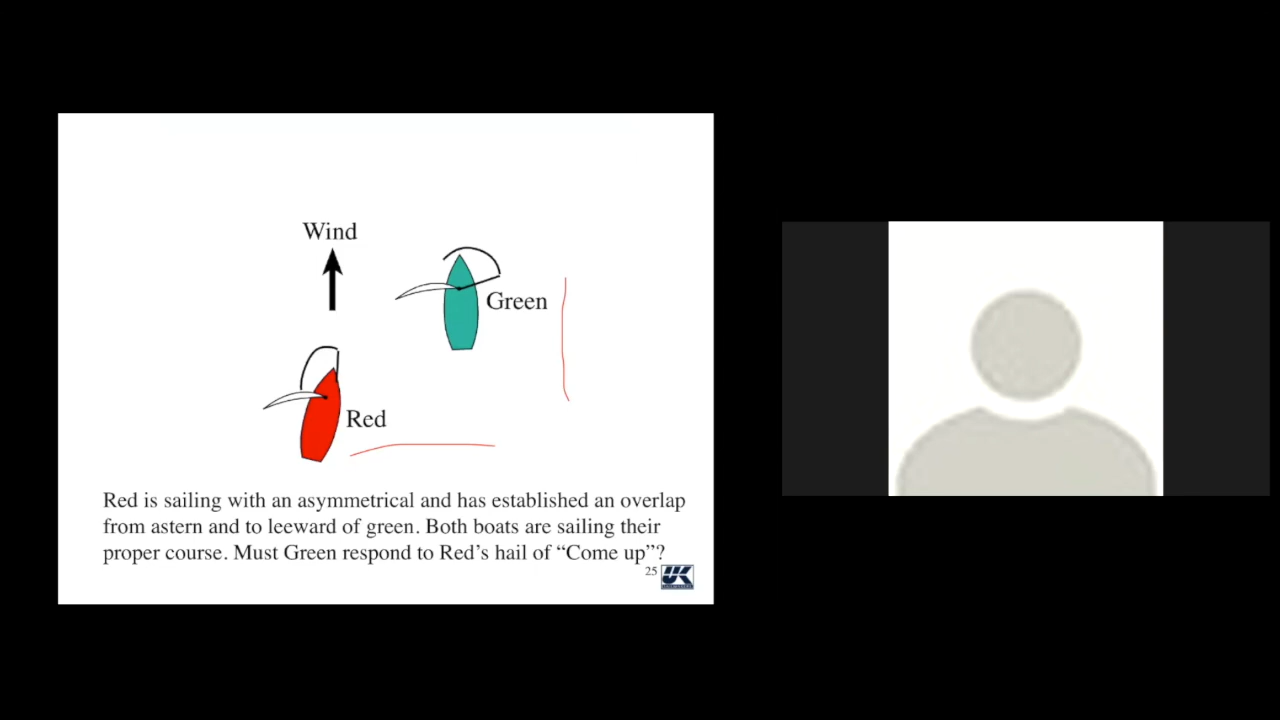 Wind
Green
Red
Red is sailing with an asymmetrical and has established an overlap
from astern and to leeward of green. Both boats are sailing their
proper course. Must Green respond to Red’s hail of “Come up”?
25
UK